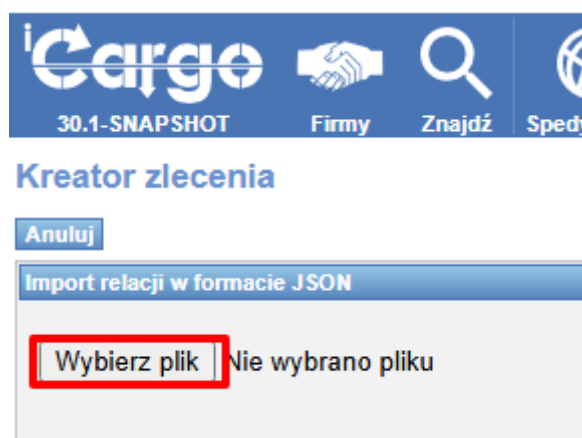 iCargo
30.1-SNAPSHOT Firmy Znajdź
Kreator zlecenia
Anuluj
Import relacji w formacie JSON
Wybierz plik Nie wybrano pliku